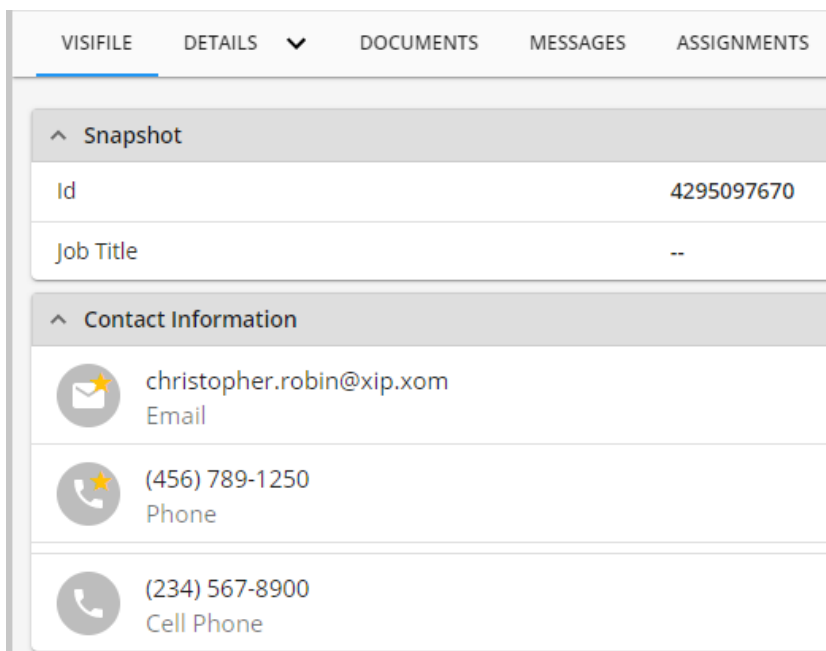 VISIFILE DETAILS DOCUMENTS MESSAGES ASSIGNMENTS
Snapshot
Id 4295097670
Job Title --
Contact Information
christopher.robin@xip.xom
Email
(456) 789-1250
Phone
(234) 567-8900
Cell Phone